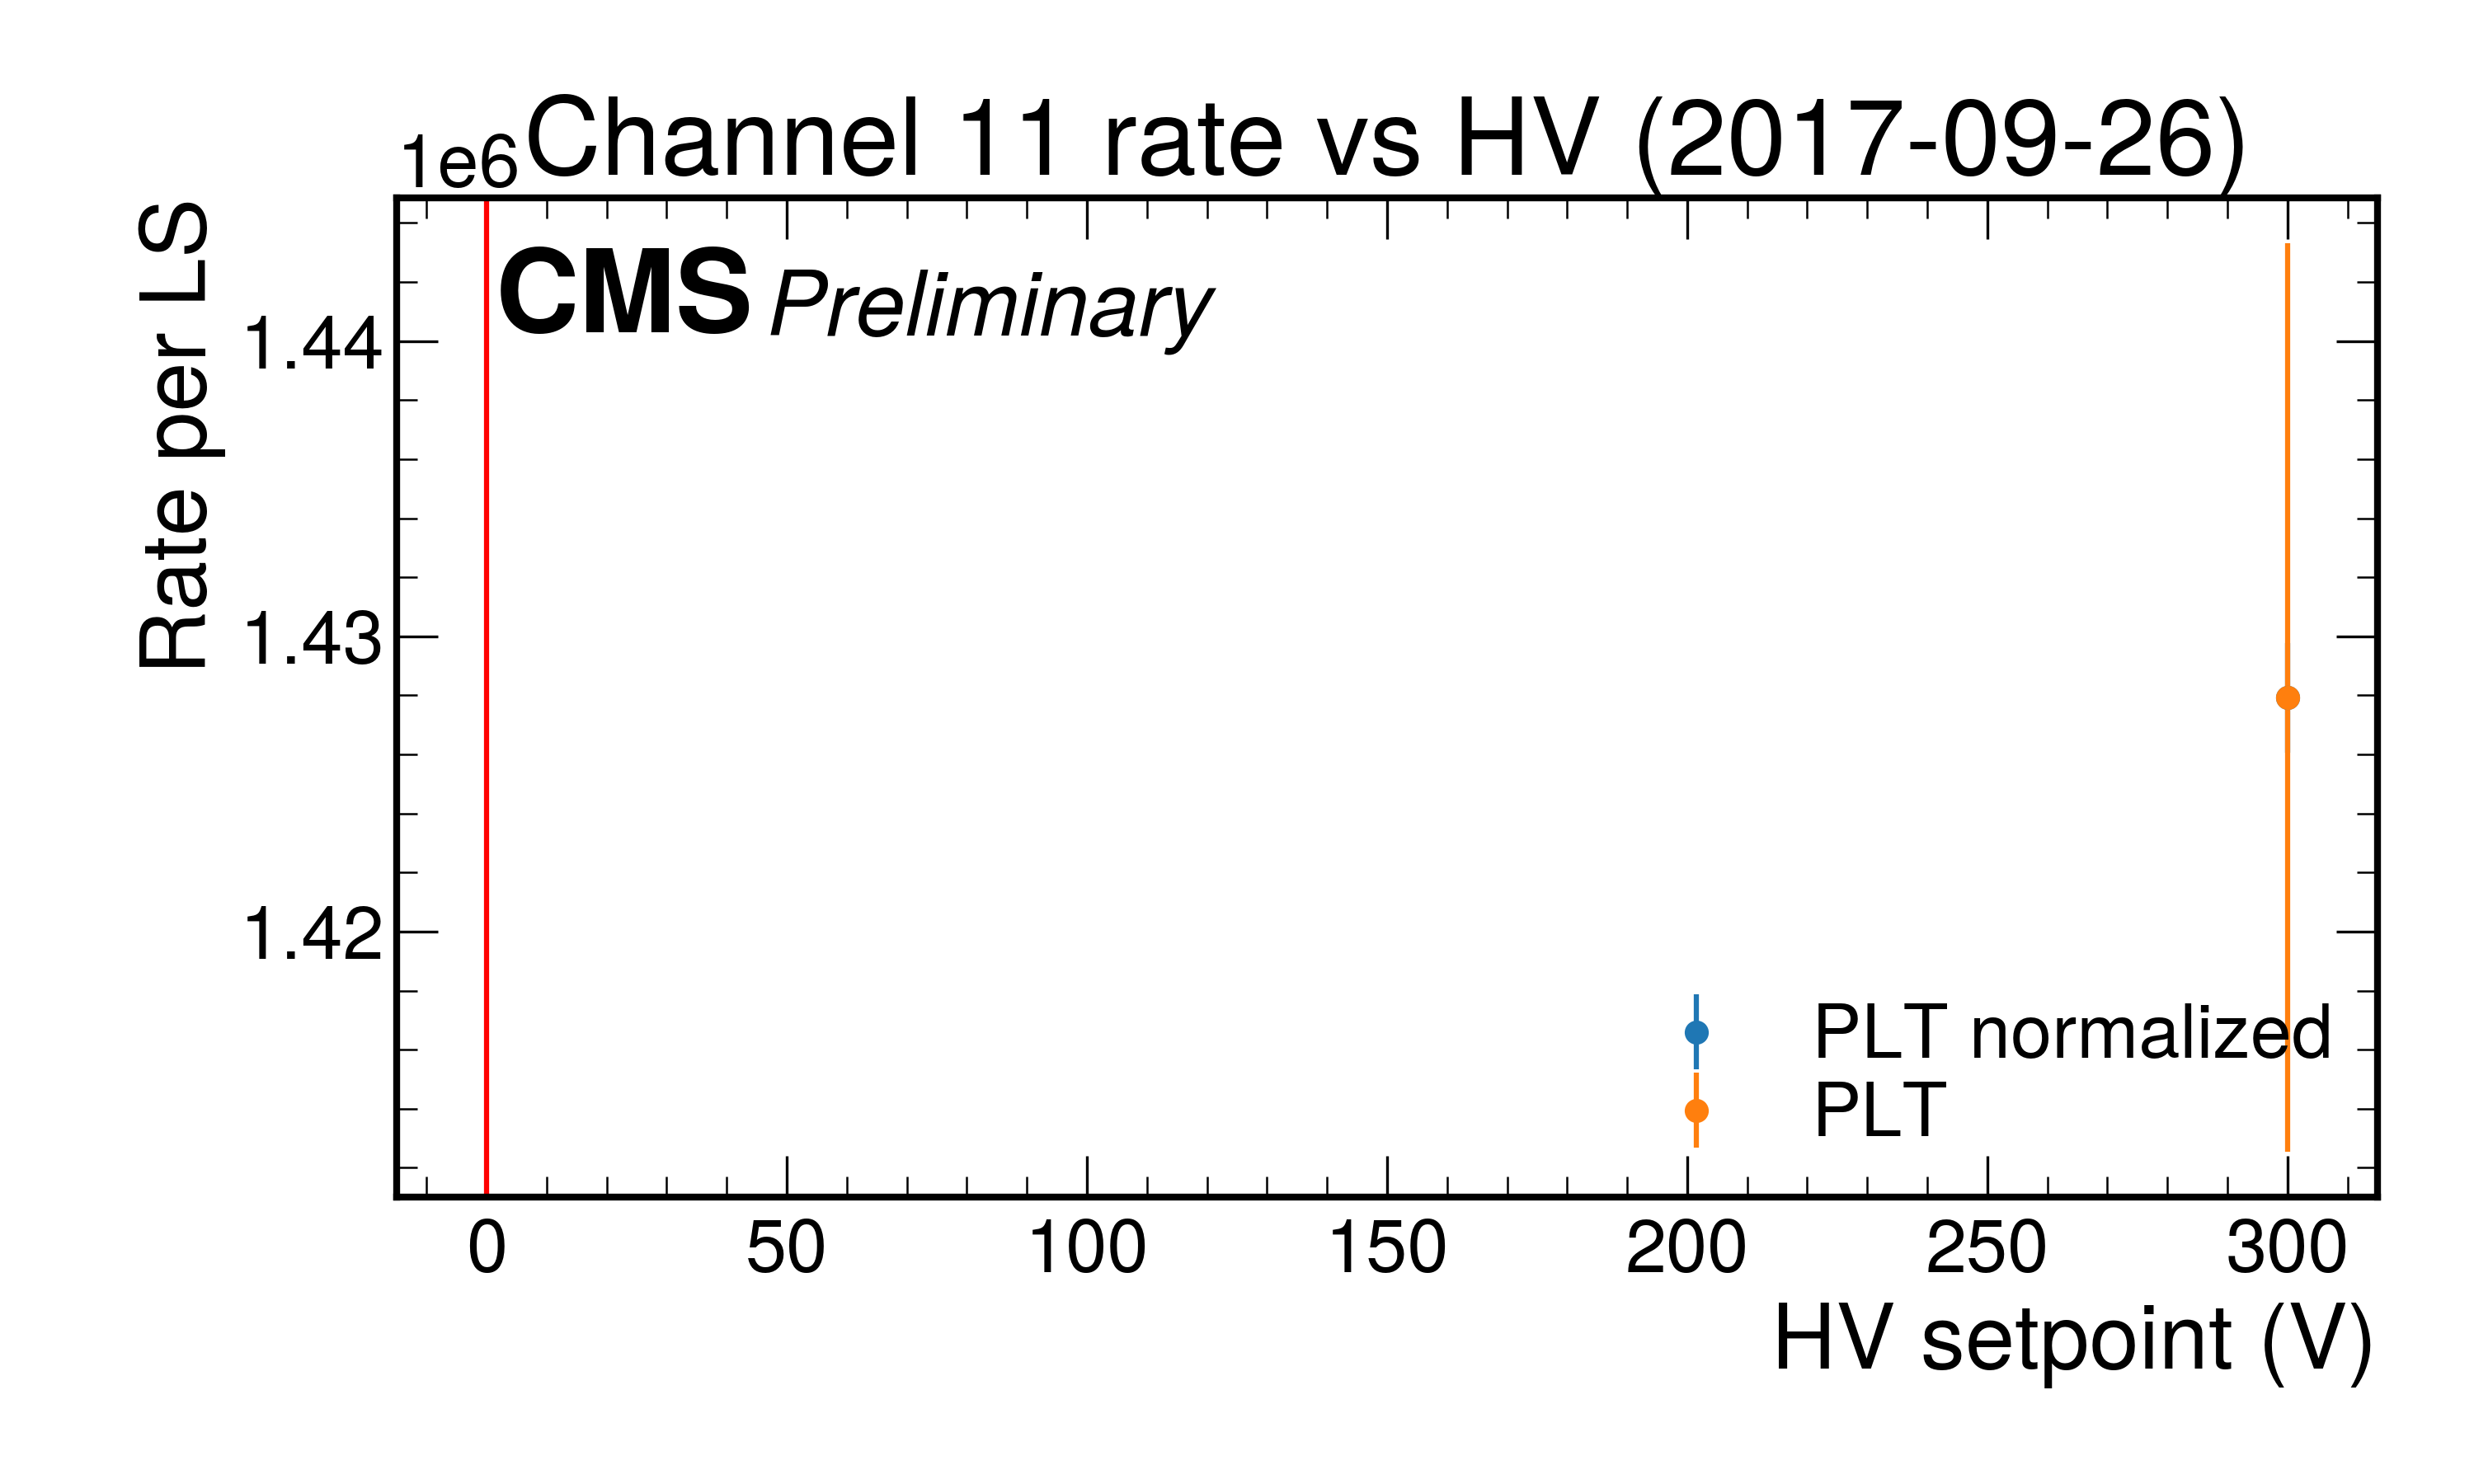 1e6
Channel 11 rate vs HV (2017-09-26)
CMS Preliminary
Rate per LS
1.44
1.43
1.42
PLT normalized
PLT
0 50 100 150 200 250 300
HV setpoint (V)